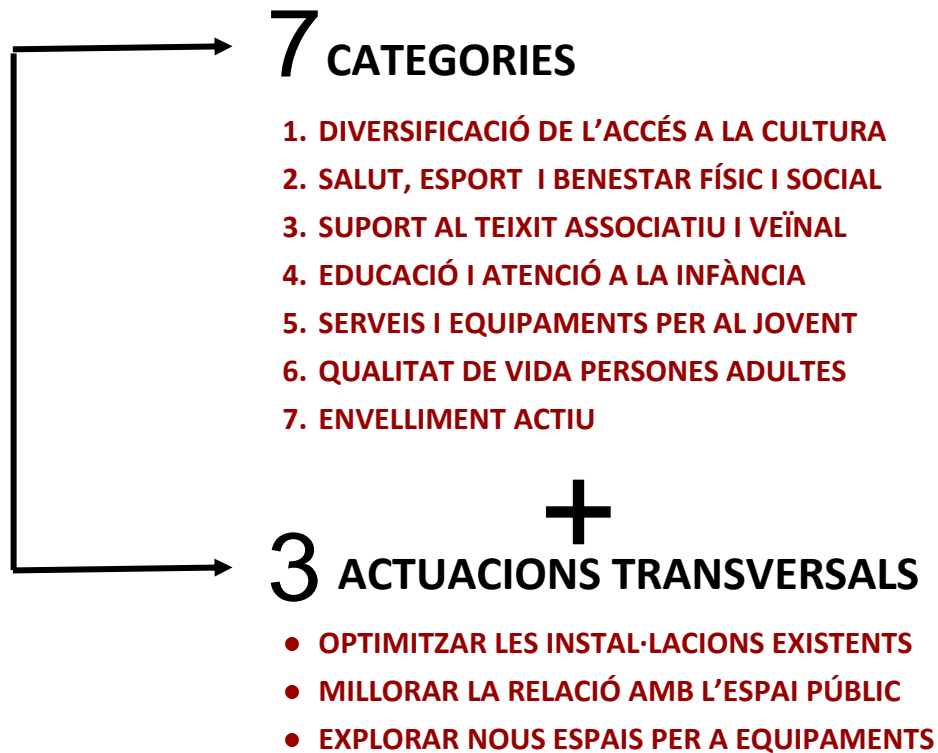 7 CATEGORIES
1. DIVERSIFICACIÓ DE L’ACCÉS A LA CULTURA
2. SALUT, ESPORT I BENESTAR FÍSIC I SOCIAL
3. SUPORT AL TEIXIT ASSOCIATIU I VEÏNAL
4. EDUCACIÓ I ATENCIÓ A LA INFÀNCIA
5. SERVEIS I EQUIPAMENTS PER AL JOVENT
6. QUALITAT DE VIDA PERSONES ADULTES
7. ENVELLIMENT ACTIU
+
3 ACTUACIONS TRANSVERSALS
● OPTIMITZAR LES INSTAL·LACIONS EXISTENTS
● MILLORAR LA RELACIÓ AMB L’ESPAI PÚBLIC
● EXPLORAR NOUS ESPAIS PER A EQUIPAMENTS